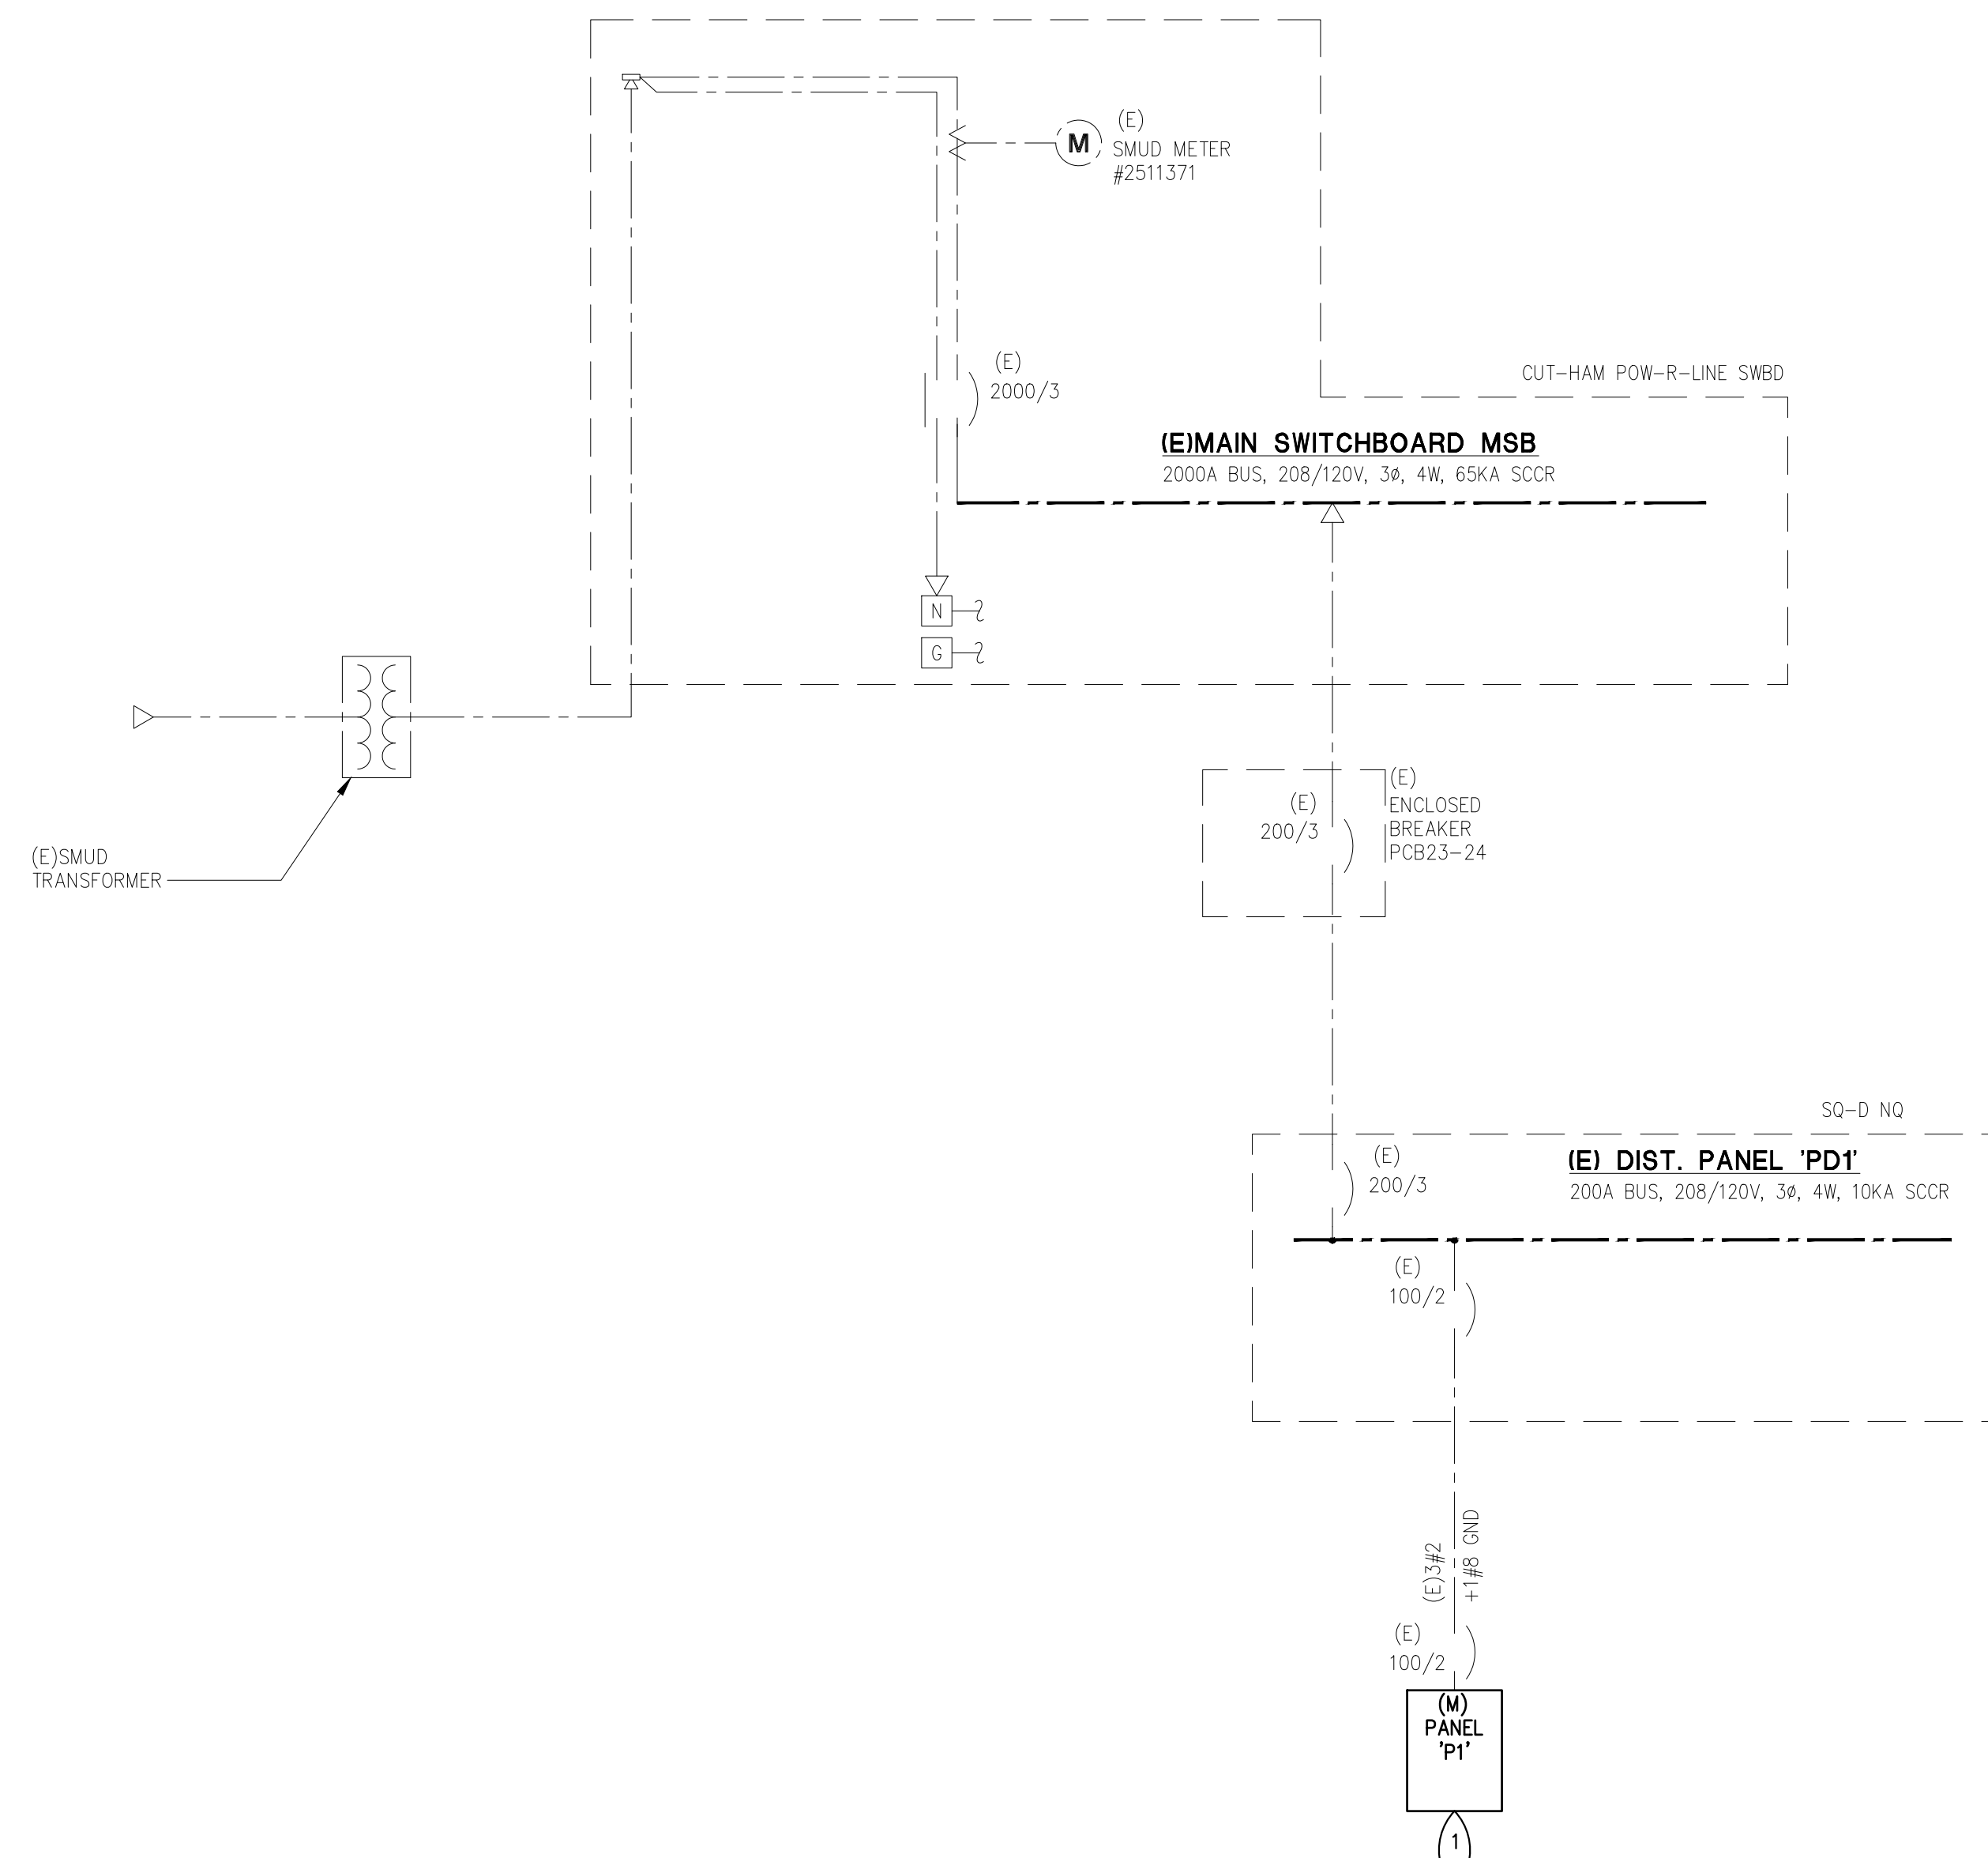 (E)
SMUD METER
#2511371
(E)
2000/3
CUT-HAM POW-R-LINE SWBD
(E)MAIN SWITCHBOARD MSB
2000A BUS, 208/120V, 3ø, 4W, 65KA SCCR
N
G
(E)SMUD
TRANSFORMER
(E)
200/3
(E)
ENCLOSED
BREAKER
PCB23-24
SQ-D NQ
(E) DIST. PANEL 'PD1'
200A BUS, 208/120V, 3ø, 4W, 10KA SCCR
(E)
200/3
(E)
100/2
(E)3#2
+1#8 GND
(E)
100/2
(M)
PANEL
'P1'
1
M